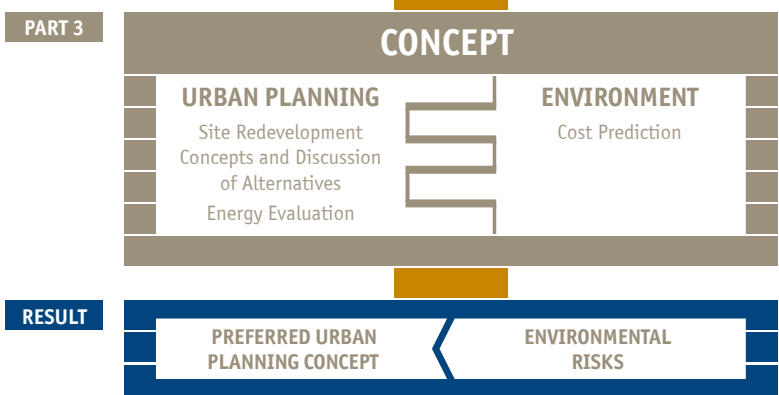 PART 3
CONCEPT
URBAN PLANNING
Site Redevelopment
Concepts and Discussion
of Alternatives
Energy Evaluation
ENVIRONMENT
Cost Prediction
RESULT
PREFERRED URBAN
PLANNING CONCEPT
ENVIRONMENTAL
RISKS